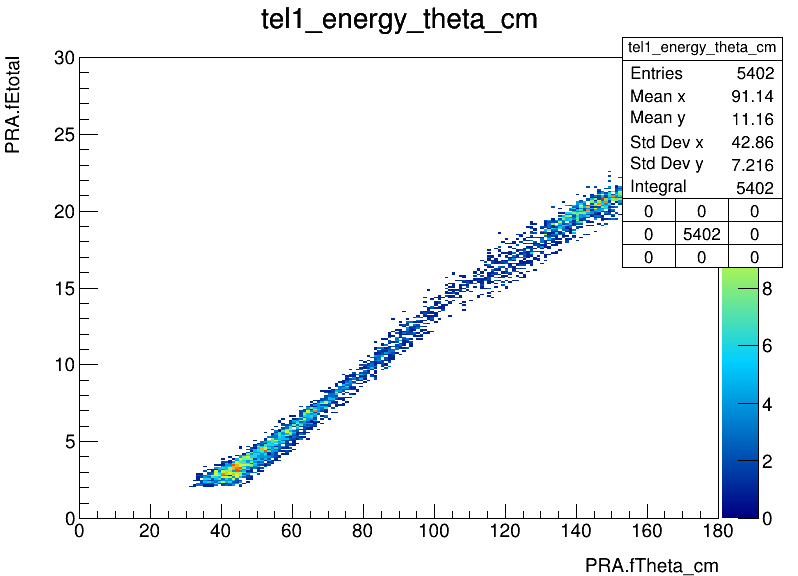 tel1_energy_theta_cm
PRA.fEtotal
30
25
20
15
10
5
0
0 20 40 60 80 100 120 140 160 180
PRA.fTheta_cm
tel1_energy_theta_cm
Entries 5402
Mean x 91.14
Mean y 11.16
Std Dev x 42.86
Std Dev y 7.216
Integral 5402
0 0 0
0 5402 0
0 0 0
8
6
4
2
0